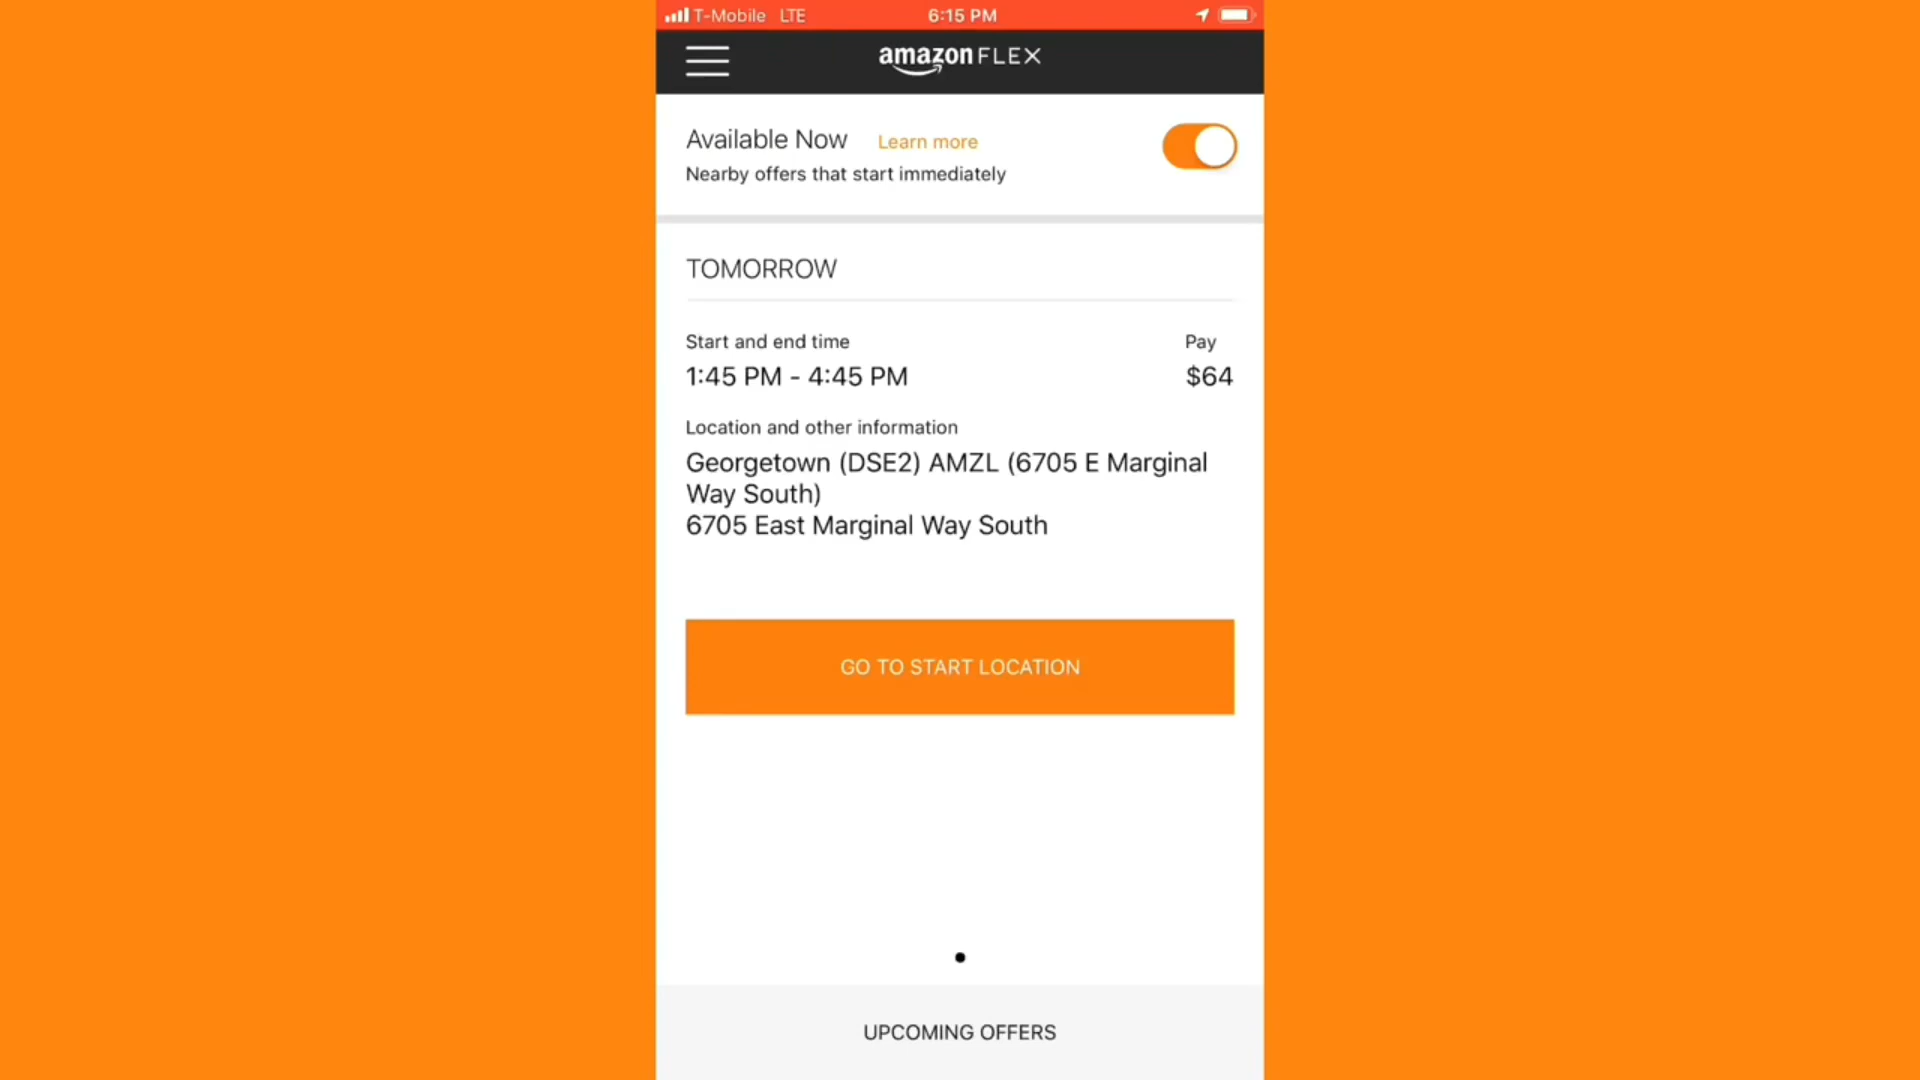 T-Mobile LTE 6:15 PM
amazon FLEX
Available Now Learn more
Nearby offers that start immediately
TOMORROW
Start and end time Pay
1:45 PM - 4:45 PM $64
Location and other information
Georgetown (DSE2) AMZL (6705 E Marginal
Way South)
6705 East Marginal Way South
GO TO START LOCATION
UPCOMING OFFERS